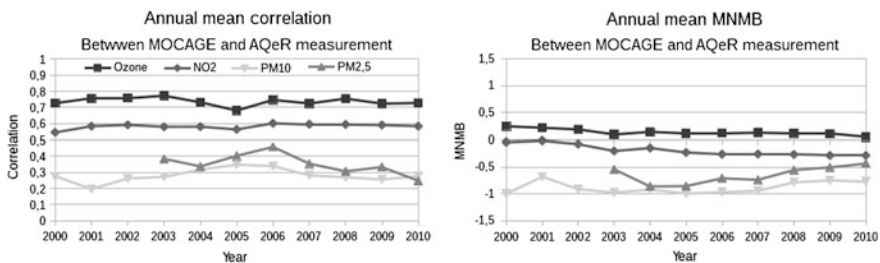 Annual mean correlation
Betwwen MOCAGE and AQeR measurement
Ozone NO2 PM10 PM2,5
1
0,9
0,8
0,7
0,6
0,5
0,4
0,3
0,2
0,1
0
Correlation
2000 2001 2002 2003 2004 2005 2006 2007 2008 2009 2010
Year
Annual mean MNMB
Between MOCAGE and AQeR measurement
1,5
1
0,5
0
-0,5
-1
-1,5
MNMB
2000 2001 2002 2003 2004 2005 2006 2007 2008 2009 2010
Year